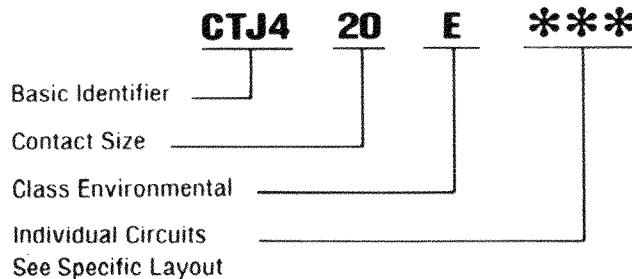 CTJ4 20 E ***
Basic Identifier
Contact Size
Class Environmental
Individual Circuits
See Specific Layout